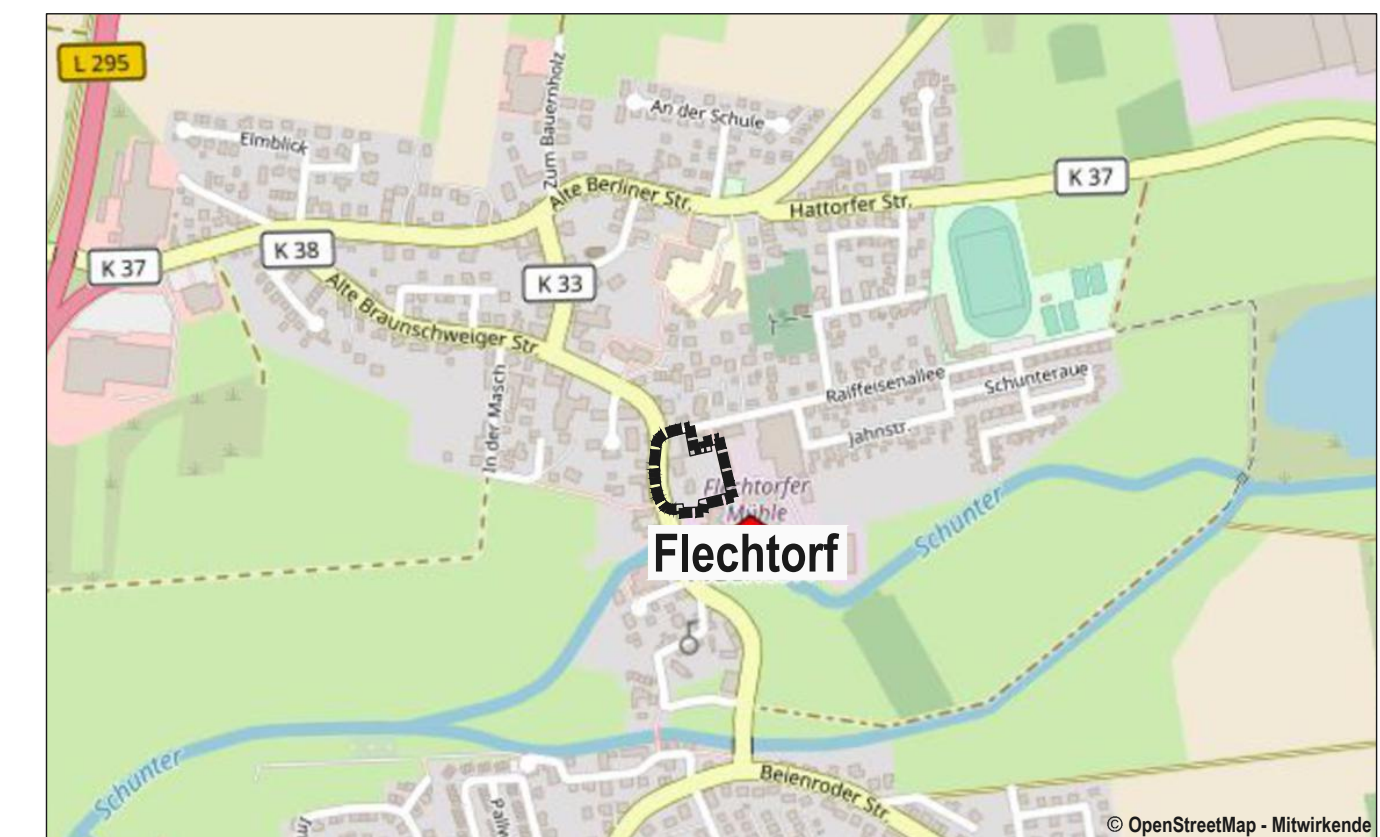 L 295
Zum Bauernholz
An der Schule
Elmblick
K 37
Alte Berliner Str.
Hattorfer Str.
K 38
K 37
K 33
Alte Braunschweiger Str.
In der Masch
Raiffeisenallee
Schunteraue
Jahnstr.
Flechtorfer
Mühle
Schunter
Flechtorf
Schunter
Beienroder Str.
© OpenStreetMap - Mitwirkende